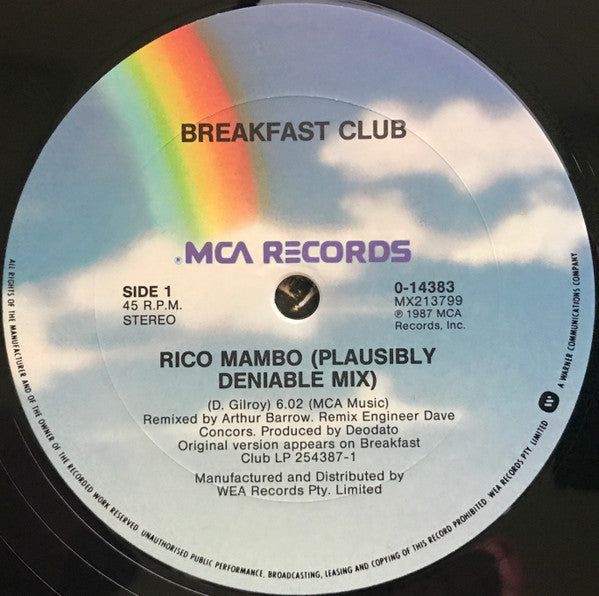 BREAKFAST CLUB
® MCA RECORDS
SIDE 1
45 R.P.M.
STEREO
0-14383
MX213799
℗ 1987 MCA
Records, Inc.
RICO MAMBO (PLAUSIBLY
DENIABLE MIX)
(D. Gilroy) 6.02 (MCA Music)
Remixed by Arthur Barrow. Remix Engineer Dave
Concors. Produced by Deodato
Original version appears on Breakfast
Club LP 254387-1
Manufactured and Distributed by
WEA Records Pty. Limited
ALL RIGHTS OF THE MANUFACTURER AND OF THE OWNER OF THE RECORDED WORK RESERVED. UNAUTHORISED PUBLIC PERFORMANCE, BROADCASTING, LEASING AND COPYING OF THIS RECORD PROHIBITED. WEA RECORDS PTY. LIMITED A WARNER COMMUNICATIONS COMPANY.